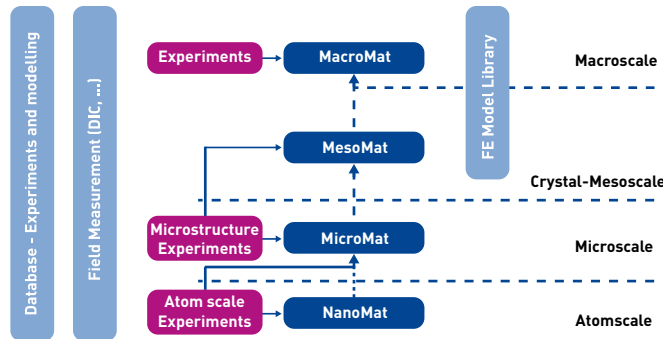 Database - Experiments and modelling
Field Measurement (DIC, ...)
FE Model Library
Experiments
MacroMat
Macroscale
MesoMat
Crystal-Mesoscale
Microstructure
Experiments
MicroMat
Microscale
Atom scale
Experiments
NanoMat
Atomscale